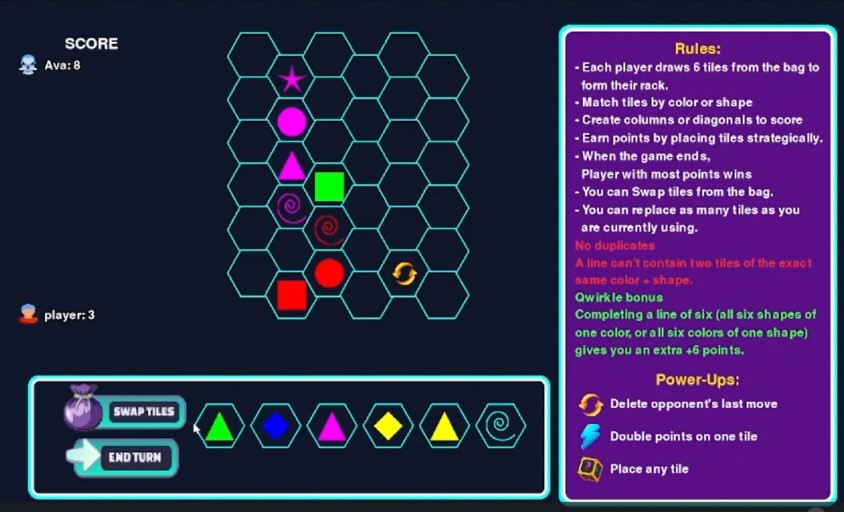 SCORE
Ava: 8
player: 3
SWAP TILES
END TURN
Rules:
- Each player draws 6 tiles from the bag to
form their rack.
- Match tiles by color or shape
- Create columns or diagonals to score
- Earn points by placing tiles strategically.
- When the game ends,
Player with most points wins
- You can Swap tiles from the bag.
- You can replace as many tiles as you
are currently using.
No duplicates
A line can't contain two tiles of the exact
same color + shape.
Qwirkle bonus
Completing a line of six (all six shapes of
one color, or all six colors of one shape)
gives you an extra +6 points.
Power-Ups:
Delete opponent's last move
Double points on one tile
Place any tile